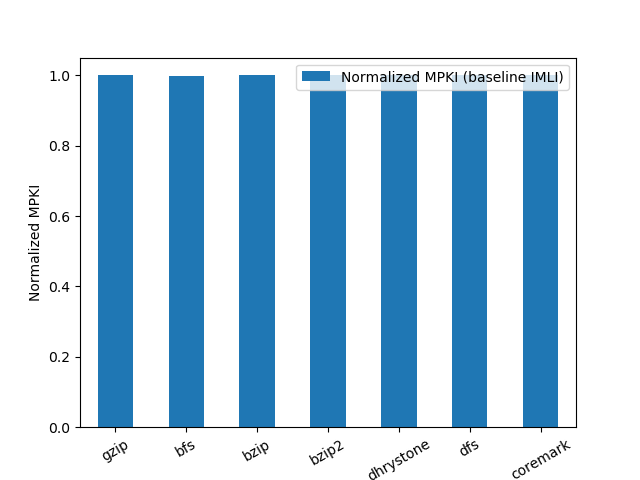 Normalized MPKI (baseline IMLI)
Normalized MPKI
1.0
0.8
0.6
0.4
0.2
0.0
gzip
bfs
bzip
bzip2
dhrystone
dfs
coremark